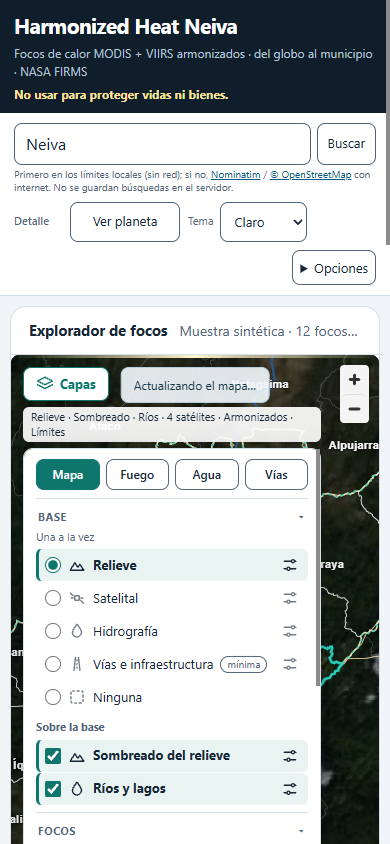 Harmonized Heat Neiva
Focos de calor MODIS + VIIRS armonizados · del globo al municipio
· NASA FIRMS
No usar para proteger vidas ni bienes.
Neiva
Buscar
Primero en los límites locales (sin red); si no, Nominatim / © OpenStreetMap con
internet. No se guardan búsquedas en el servidor.
Detalle
Ver planeta
Tema
Claro
▶ Opciones
Explorador de focos
Muestra sintética · 12 focos...
Capas
Actualizando el mapa...
+
−
Relieve · Sombreado · Ríos · 4 satélites · Armonizados ·
Límites
Alpujarra
Mapa
Fuego
Agua
Vías
BASE
Una a la vez
Relieve
Satelital
Hidrografía
Vías e infraestructura
mínima
Ninguna
Sobre la base
Sombreado del relieve
Ríos y lagos
FOCOS